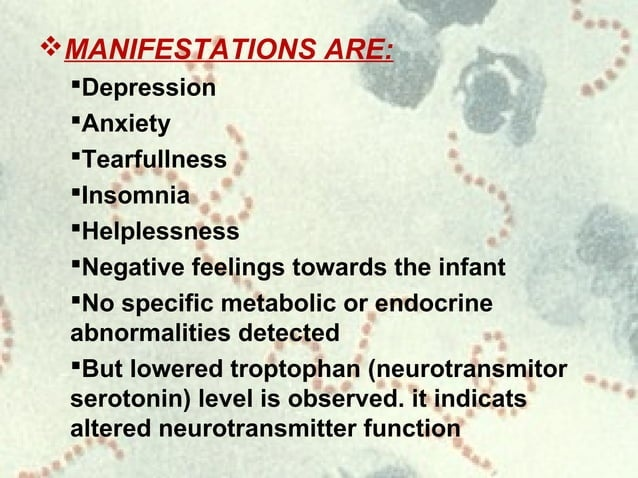 ❖MANIFESTATIONS ARE:
▪Depression
▪Anxiety
▪Tearfullness
▪Insomnia
▪Helplessness
▪Negative feelings towards the infant
▪No specific metabolic or endocrine
abnormalities detected
▪But lowered troptophan (neurotransmitor
serotonin) level is observed. it indicats
altered neurotransmitter function